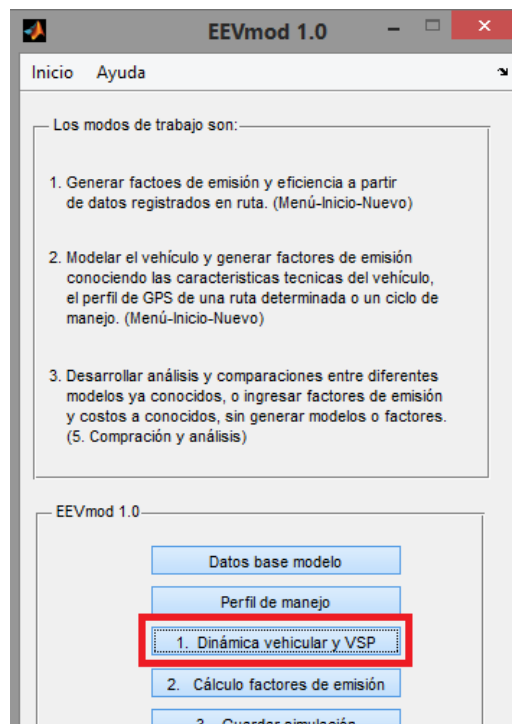 EEVmod 1.0
Inicio Ayuda
Los modos de trabajo son:
1. Generar factoes de emisión y eficiencia a partir
de datos registrados en ruta. (Menú-Inicio-Nuevo)
2. Modelar el vehículo y generar factores de emisión
conociendo las caracteristicas tecnicas del vehículo,
el perfil de GPS de una ruta determinada o un ciclo de
manejo. (Menú-Inicio-Nuevo)
3. Desarrollar análisis y comparaciones entre diferentes
modelos ya conocidos, o ingresar factores de emisión
y costos a conocidos, sin generar modelos o factores.
(5. Compración y análisis)
EEVmod 1.0
Datos base modelo
Perfil de manejo
1. Dinámica vehicular y VSP
2. Cálculo factores de emisión
3. Guardar simulación